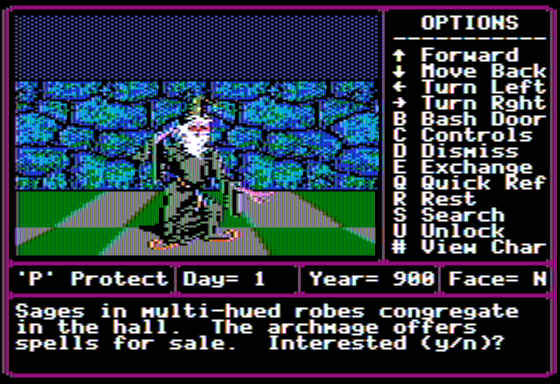 OPTIONS
------------
↑ Forward
↓ Move Back
← Turn Left
→ Turn Rght
B Bash Door
C Controls
D Dismiss
E Exchange
Q Quick Ref
R Rest
S Search
U Unlock
# View Char
'P' Protect Day= 1 Year= 900 Face= N
Sages in multi-hued robes congregate
in the hall. The archmage offers
spells for sale. Interested (y/n)?